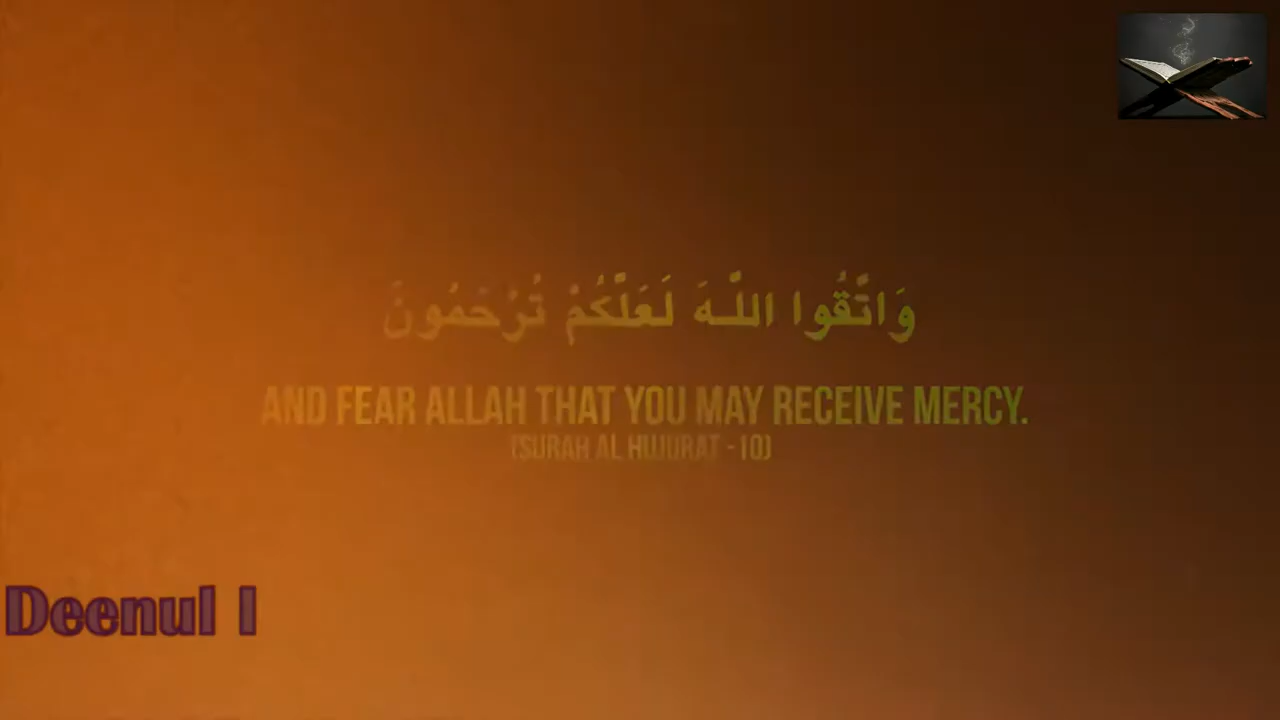 وَاتَّقُوا اللَّـهَ لَعَلَّكُمْ تُرْحَمُونَ
AND FEAR ALLAH THAT YOU MAY RECEIVE MERCY.
(SURAH AL HUJURAT - 10)
Deenul I